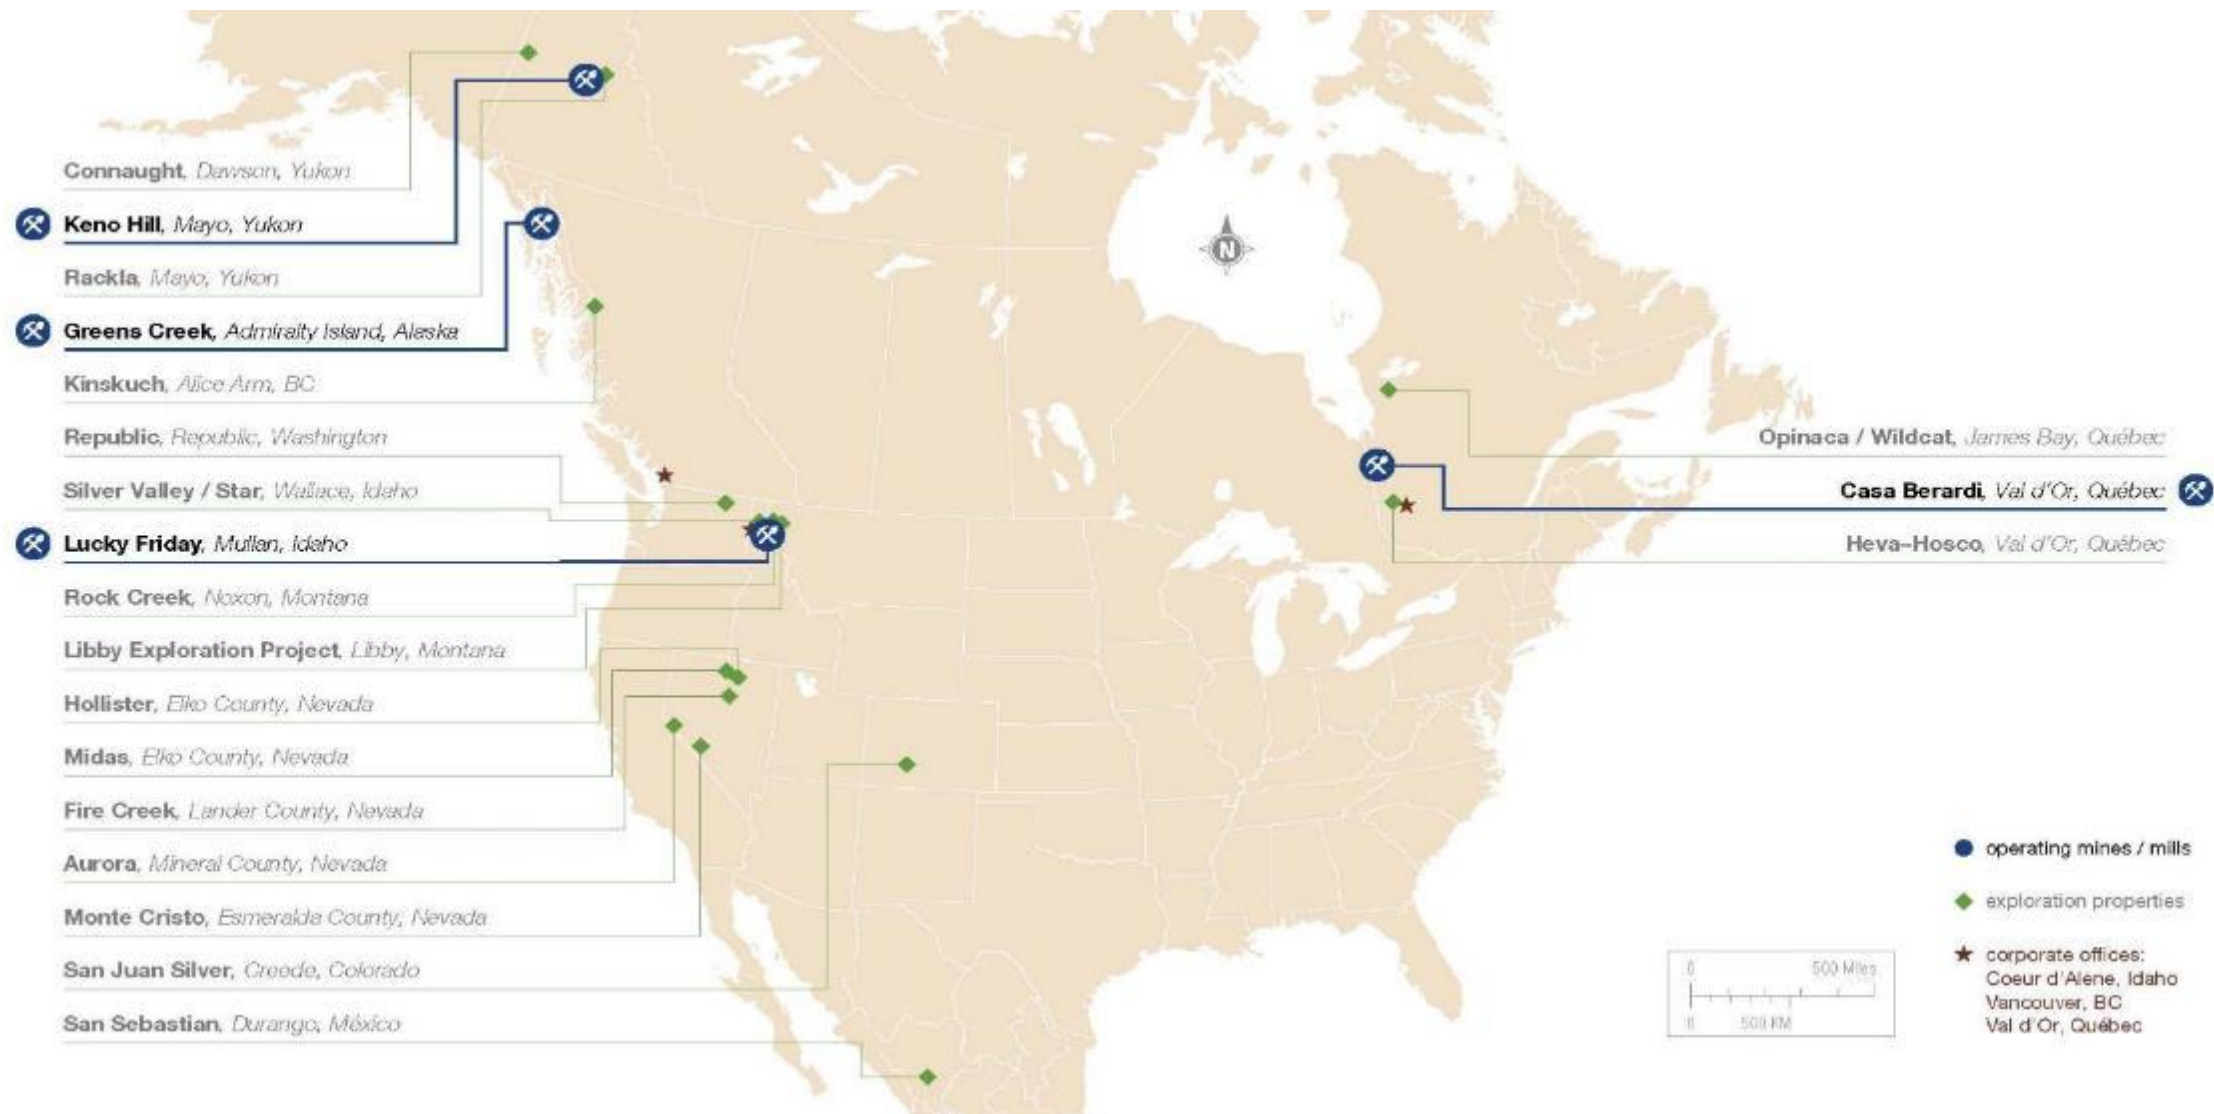 Connaught, Dawson, Yukon
Keno Hill, Mayo, Yukon
Rackla, Mayo, Yukon
Greens Creek, Admiralty Island, Alaska
Kinskuch, Alice Arm, BC
Republic, Republic, Washington
Silver Valley / Star, Wallace, Idaho
Lucky Friday, Mullan, Idaho
Rock Creek, Noxon, Montana
Libby Exploration Project, Libby, Montana
Hollister, Elko County, Nevada
Midas, Elko County, Nevada
Fire Creek, Lander County, Nevada
Aurora, Mineral County, Nevada
Monte Cristo, Esmeralda County, Nevada
San Juan Silver, Creede, Colorado
San Sebastian, Durango, México
N
Opinaca / Wildcat, James Bay, Québec
Casa Berardi, Val d'Or, Québec
Heva-Hosco, Val d'Or, Québec
operating mines / mills
exploration properties
corporate offices:
Coeur d'Alene, Idaho
Vancouver, BC
Val d'Or, Québec
0 500 Miles
0 500 KM